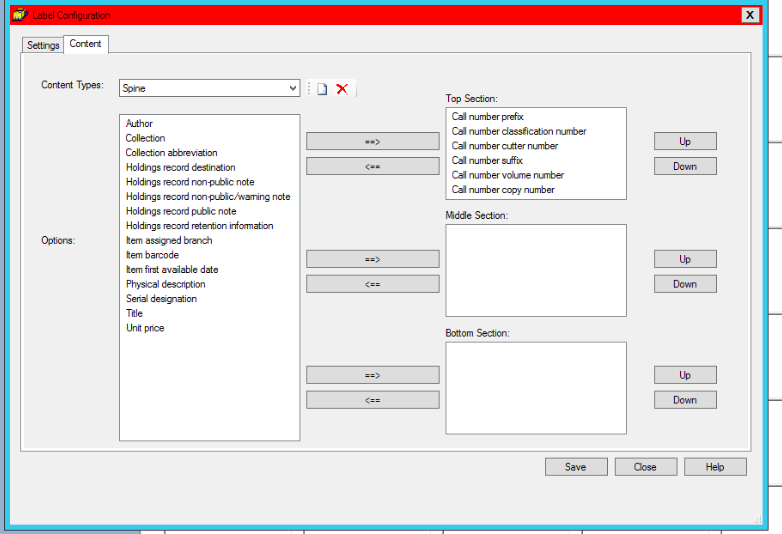 Label Configuration
X
Settings
Content
Content Types:
Spine
Author
Collection
Collection abbreviation
Holdings record destination
Holdings record non-public note
Holdings record non-public/warning note
Holdings record public note
Holdings record retention information
Item assigned branch
Item barcode
Item first available date
Physical description
Serial designation
Title
Unit price
Options:
==>
<==
==>
<==
==>
<==
Top Section:
Call number prefix
Call number classification number
Call number cutter number
Call number suffix
Call number volume number
Call number copy number
Up
Down
Middle Section:
Up
Down
Bottom Section:
Up
Down
Save
Close
Help